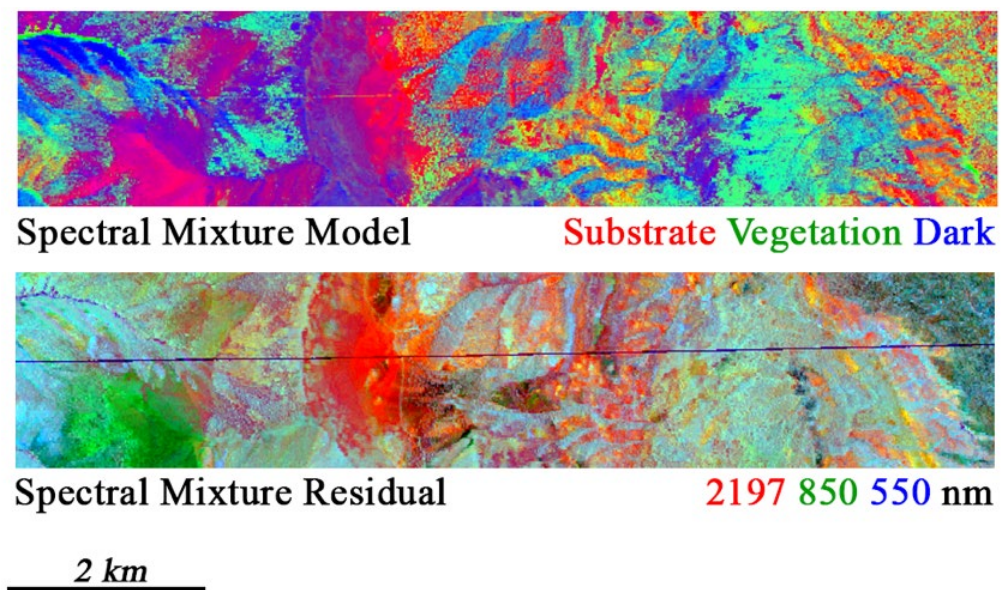 Spectral Mixture Model Substrate Vegetation Dark
Spectral Mixture Residual 2197 850 550 nm
2 km